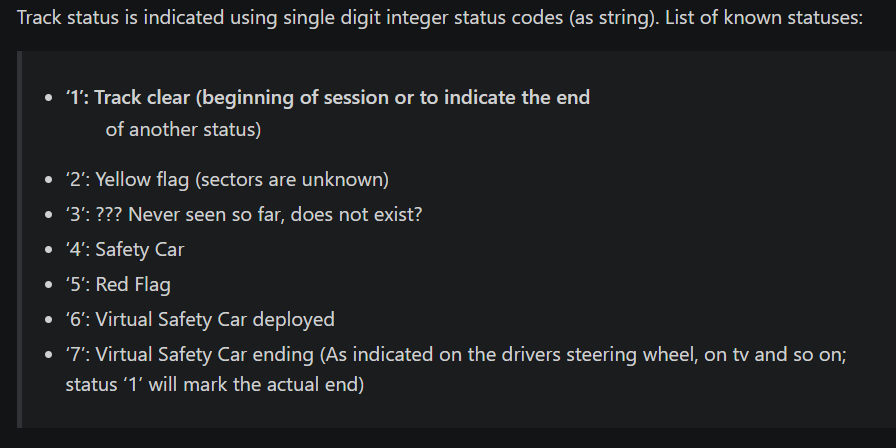 Track status is indicated using single digit integer status codes (as string). List of known statuses:
• ‘1’: Track clear (beginning of session or to indicate the end
of another status)
• ‘2’: Yellow flag (sectors are unknown)
• ‘3’: ??? Never seen so far, does not exist?
• ‘4’: Safety Car
• ‘5’: Red Flag
• ‘6’: Virtual Safety Car deployed
• ‘7’: Virtual Safety Car ending (As indicated on the drivers steering wheel, on tv and so on;
status ‘1’ will mark the actual end)